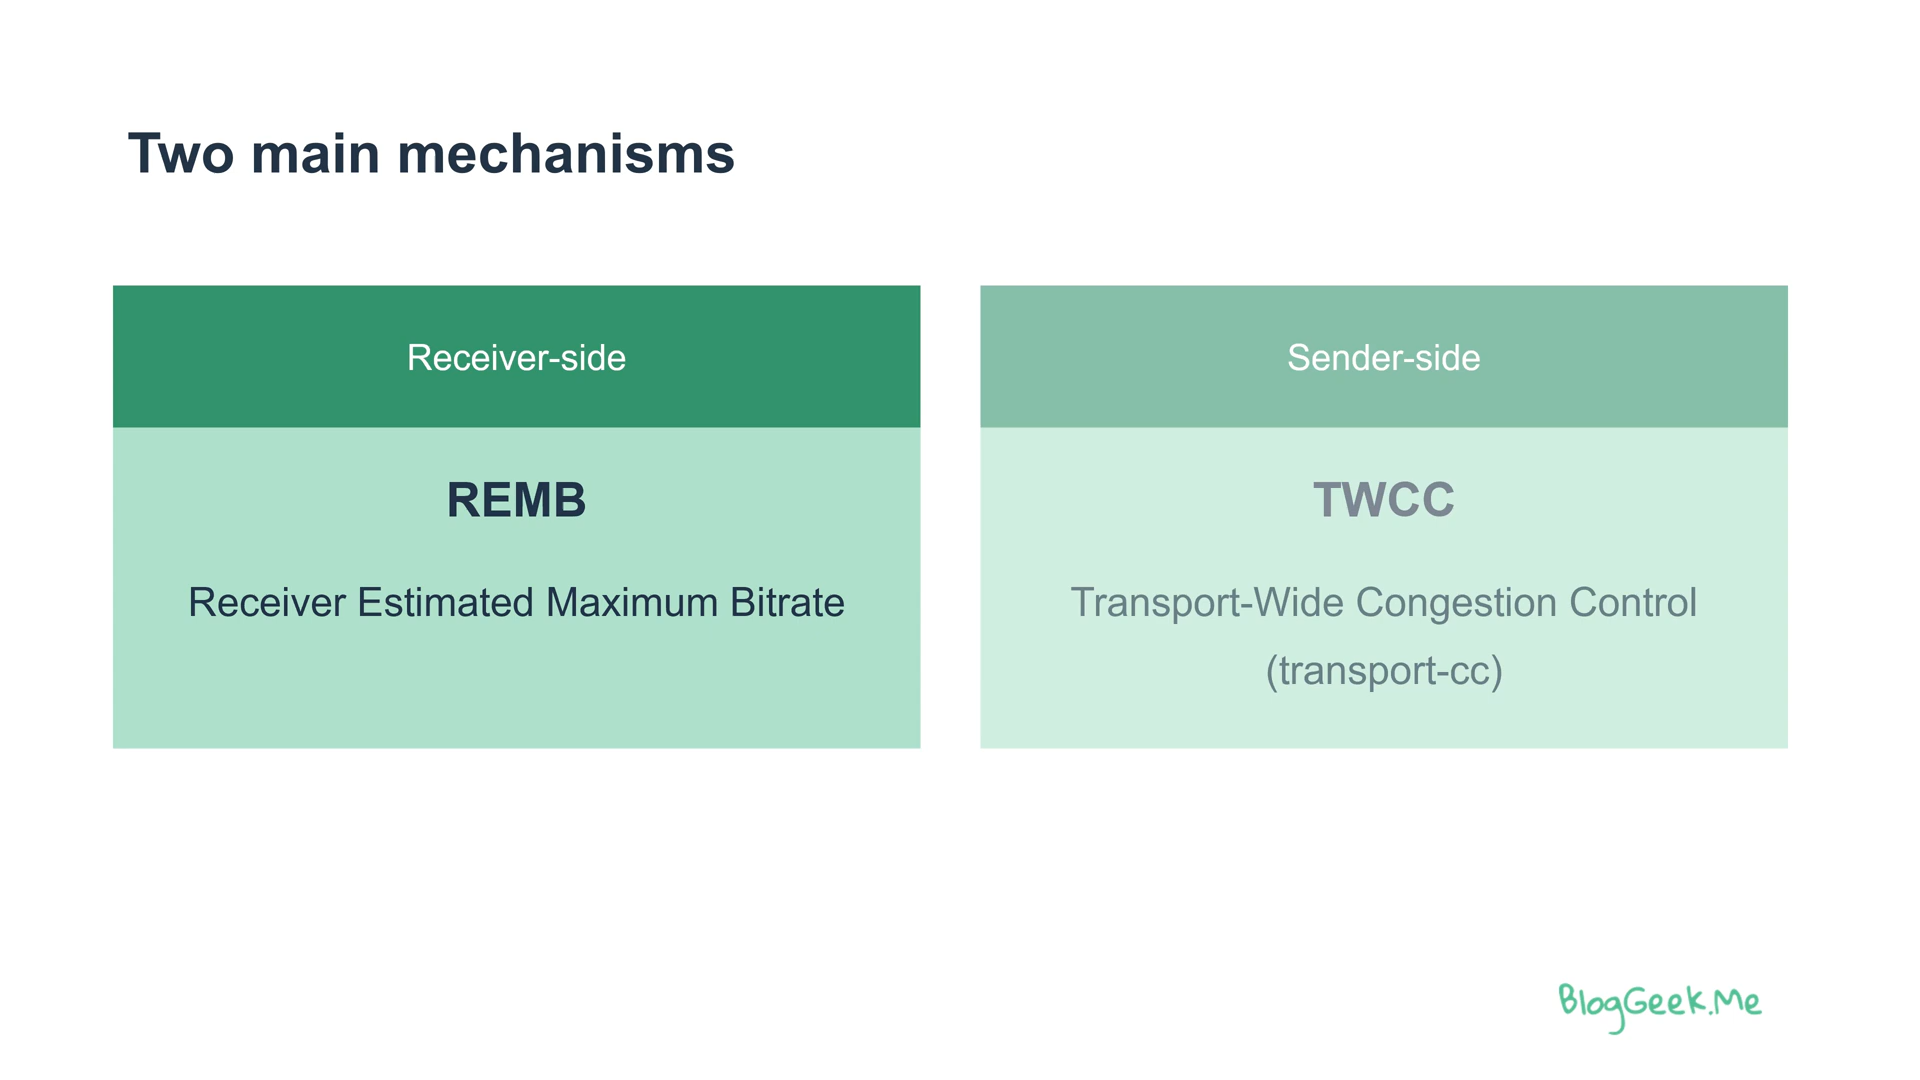 Two main mechanisms
Receiver-side
REMB
Receiver Estimated Maximum Bitrate
Sender-side
TWCC
Transport-Wide Congestion Control
(transport-cc)
BlogGeek.Me